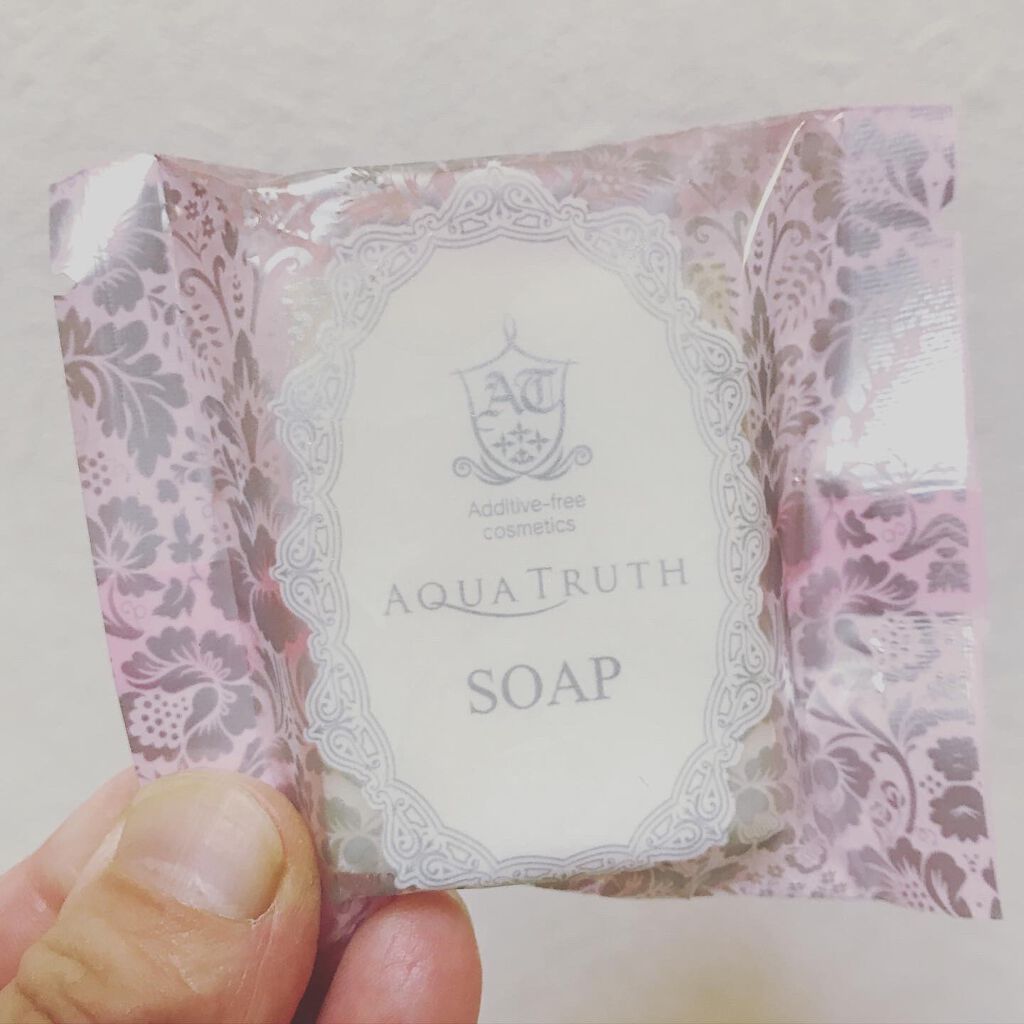 AT
Additive-free
cosmetics
AQUA TRUTH
SOAP